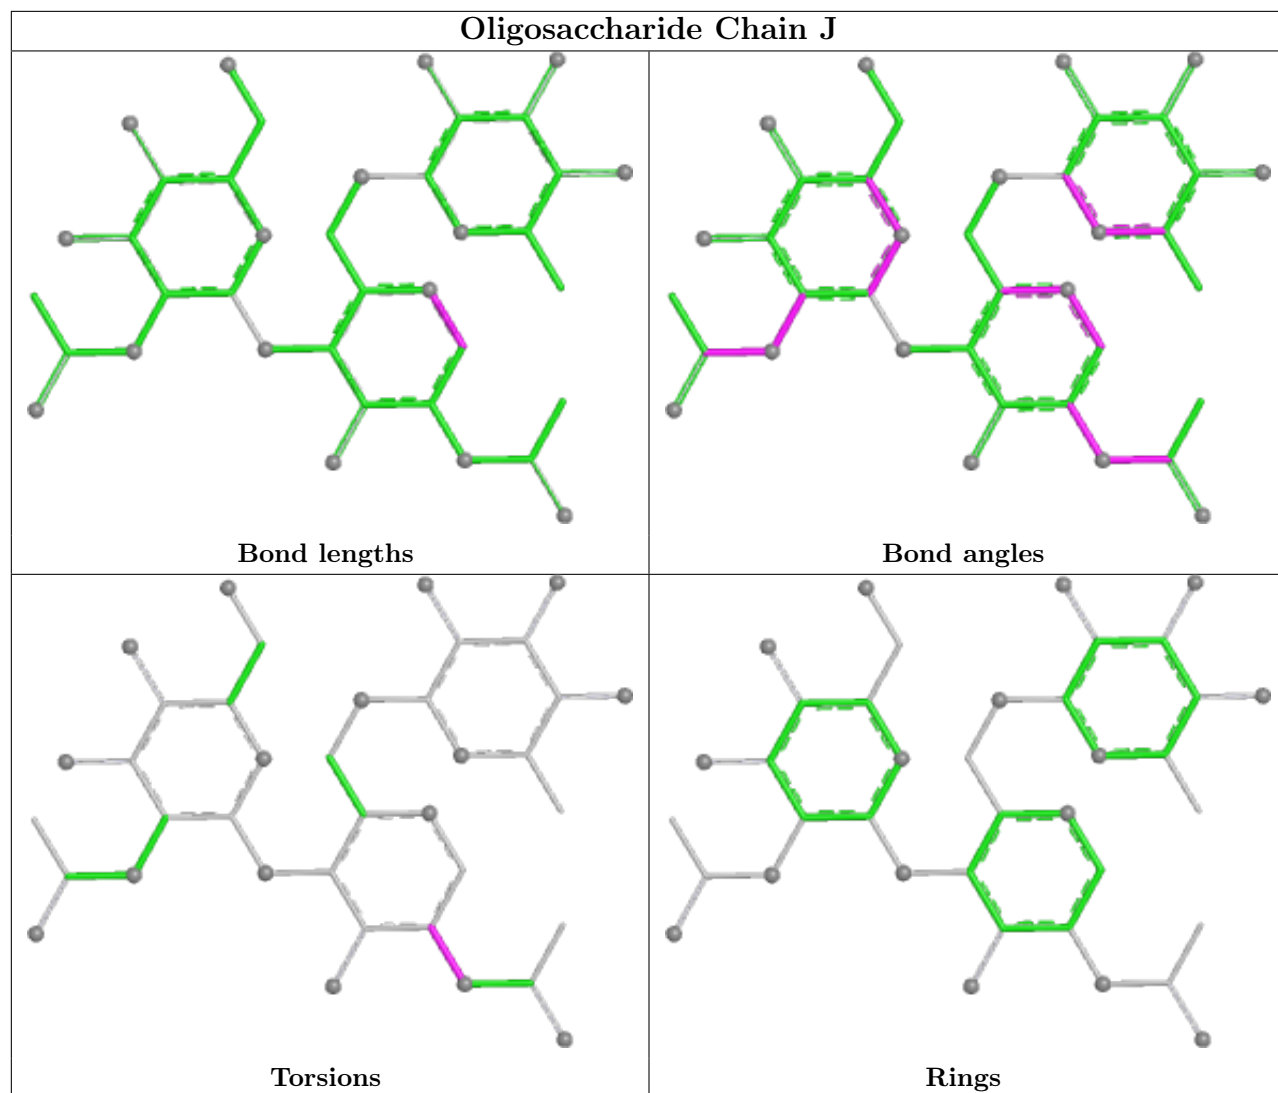 Oligosaccharide Chain J
Bond lengths
Bond angles
Torsions
Rings